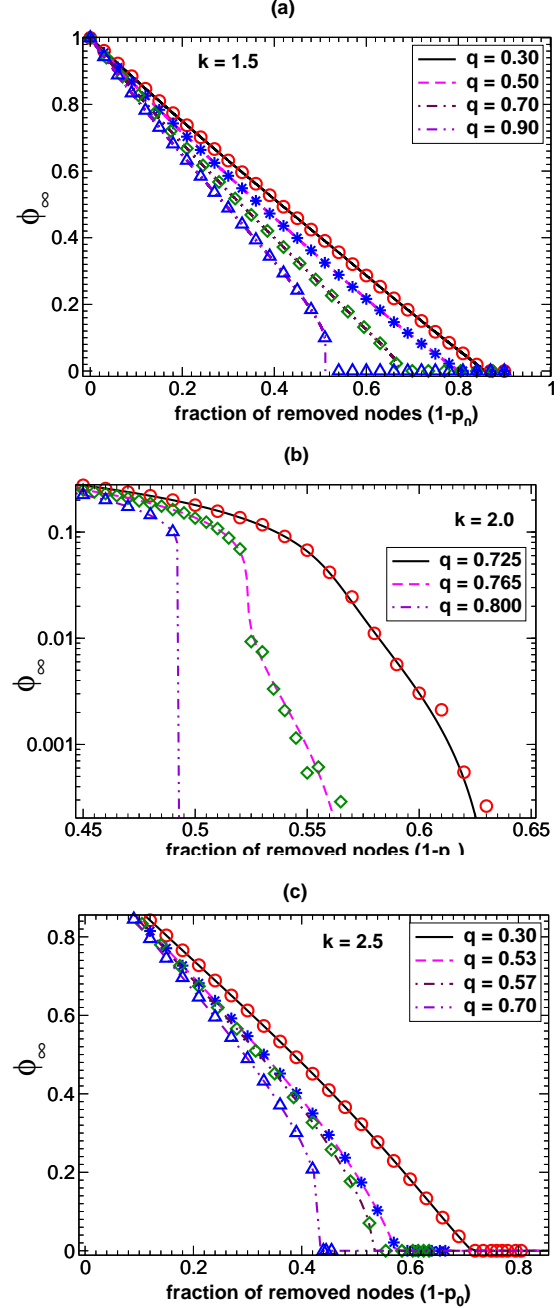 (a)
k = 1.5
q = 0.30
q = 0.50
q = 0.70
q = 0.90
ϕ∞
1
0.8
0.6
0.4
0.2
0
0 0.2 0.4 0.6 0.8 1
fraction of removed nodes (1-p0)
(b)
k = 2.0
q = 0.725
q = 0.765
q = 0.800
ϕ∞
0.1
0.01
0.001
0.45 0.5 0.55 0.6 0.65
fraction of removed nodes (1-p_)
(c)
k = 2.5
q = 0.30
q = 0.53
q = 0.57
q = 0.70
ϕ∞
0.8
0.6
0.4
0.2
0
0 0.2 0.4 0.6 0.8
fraction of removed nodes (1-p0)